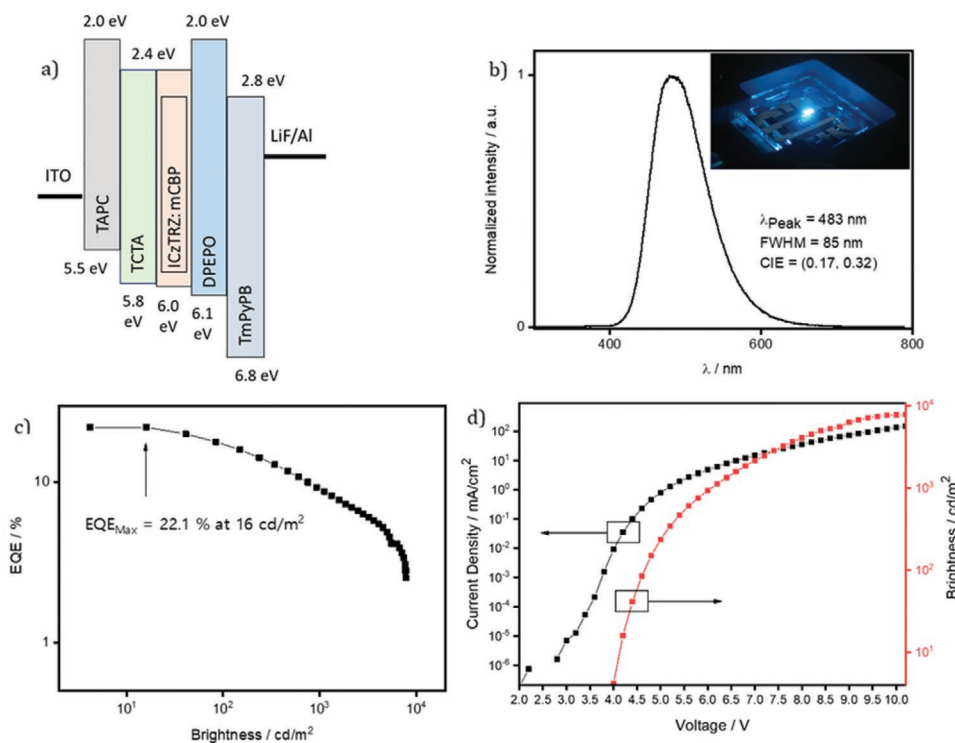 a)
2.0 eV
2.0 eV
2.4 eV
2.8 eV
ITO
LiF/Al
TAPC
TCTA
ICzTRZ: mCBP
DPEPO
TmPyPB
5.5 eV
5.8
eV
6.0
eV
6.1
eV
6.8 eV
b)
Normalized intensity / a.u.
1
0
λPeak = 483 nm
FWHM = 85 nm
CIE = (0.17, 0.32)
400
600
800
λ / nm
c)
EQE / %
10
1
EQEMax = 22.1 % at 16 cd/m²
10¹
10²
10³
10⁴
Brightness / cd/m²
d)
Current Density / mA/cm²
10²
10¹
10⁰
10⁻¹
10⁻²
10⁻³
10⁻⁴
10⁻⁵
10⁻⁶
10⁴
10³
10²
10¹
Brightness / cd/m²
2.0 2.5 3.0 3.5 4.0 4.5 5.0 5.5 6.0 6.5 7.0 7.5 8.0 8.5 9.0 9.5 10.0
Voltage / V